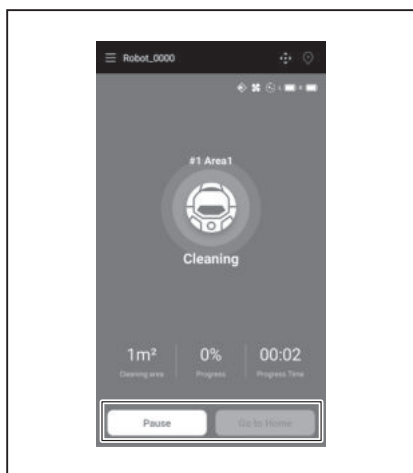 Robot_0000
#1 Area1
Cleaning
1m² 0% 00:02
Cleaning area Progress Progress Time
Pause Go to Home